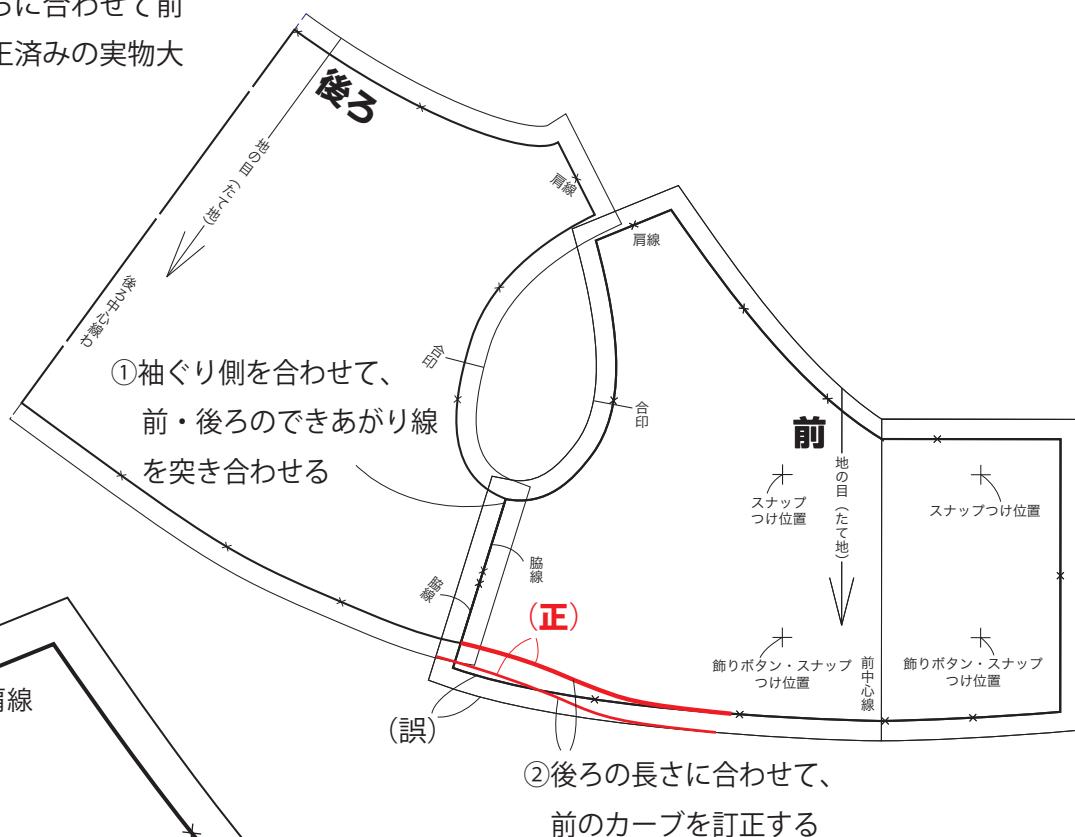 らに合わせて前
正済みの実物大
後ろ
地の目（たて地）
肩線
肩線
後ろ中心線わ
合印
①袖ぐり側を合わせて、
前・後ろのできあがり線
を突き合わせる
合印
前
地の目（たて地）
スナップ
つけ位置
スナップつけ位置
脇線
脇線
（正）
飾りボタン・スナップ
つけ位置
前中心線
飾りボタン・スナップ
つけ位置
（誤）
肩線
②後ろの長さに合わせて、
前のカーブを訂正する